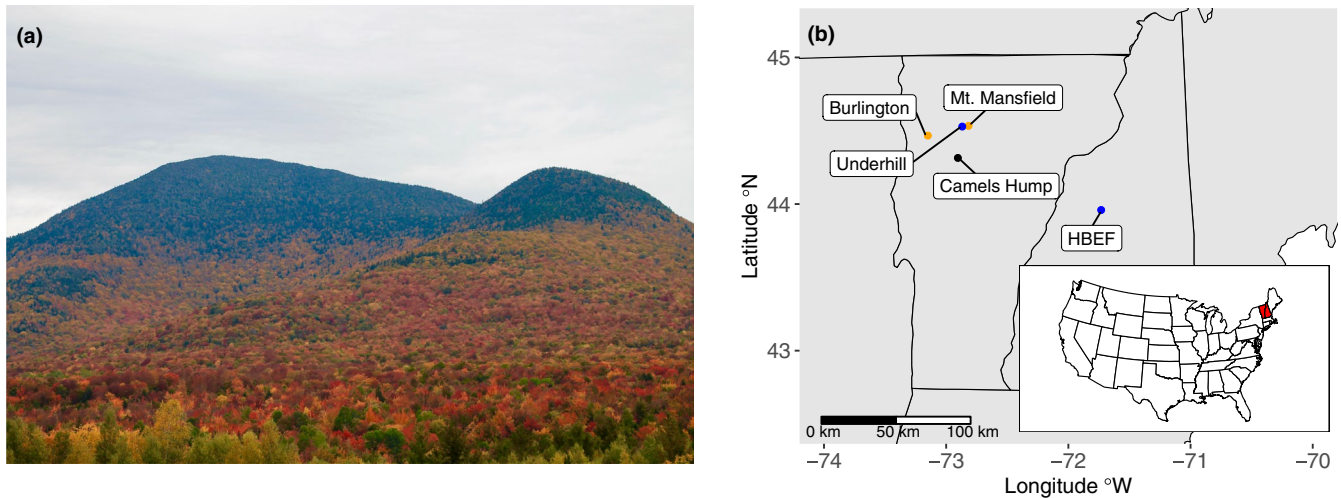 (a)
(b)
45
44
43
Latitude °N
Burlington
Mt. Mansfield
Underhill
Camels Hump
HBEF
0 km
50 km
100 km
−74
−73
−72
−71
−70
Longitude °W